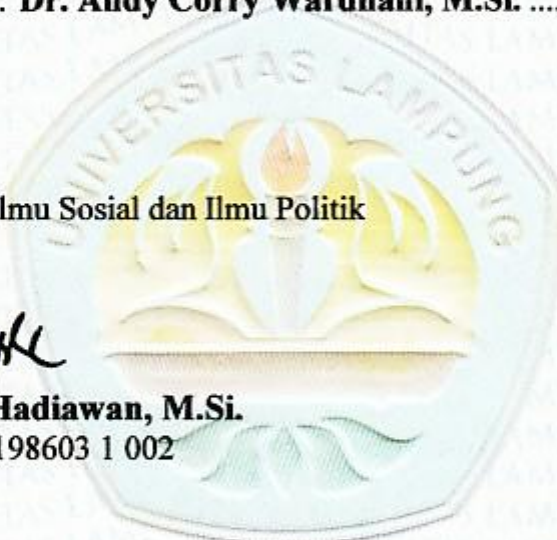 . Dr. Andy Corry Wardhani, M.Si. ....
UNIVERSITAS LAMPUNG
lmu Sosial dan Ilmu Politik
Hadiawan, M.Si.
198603 1 002